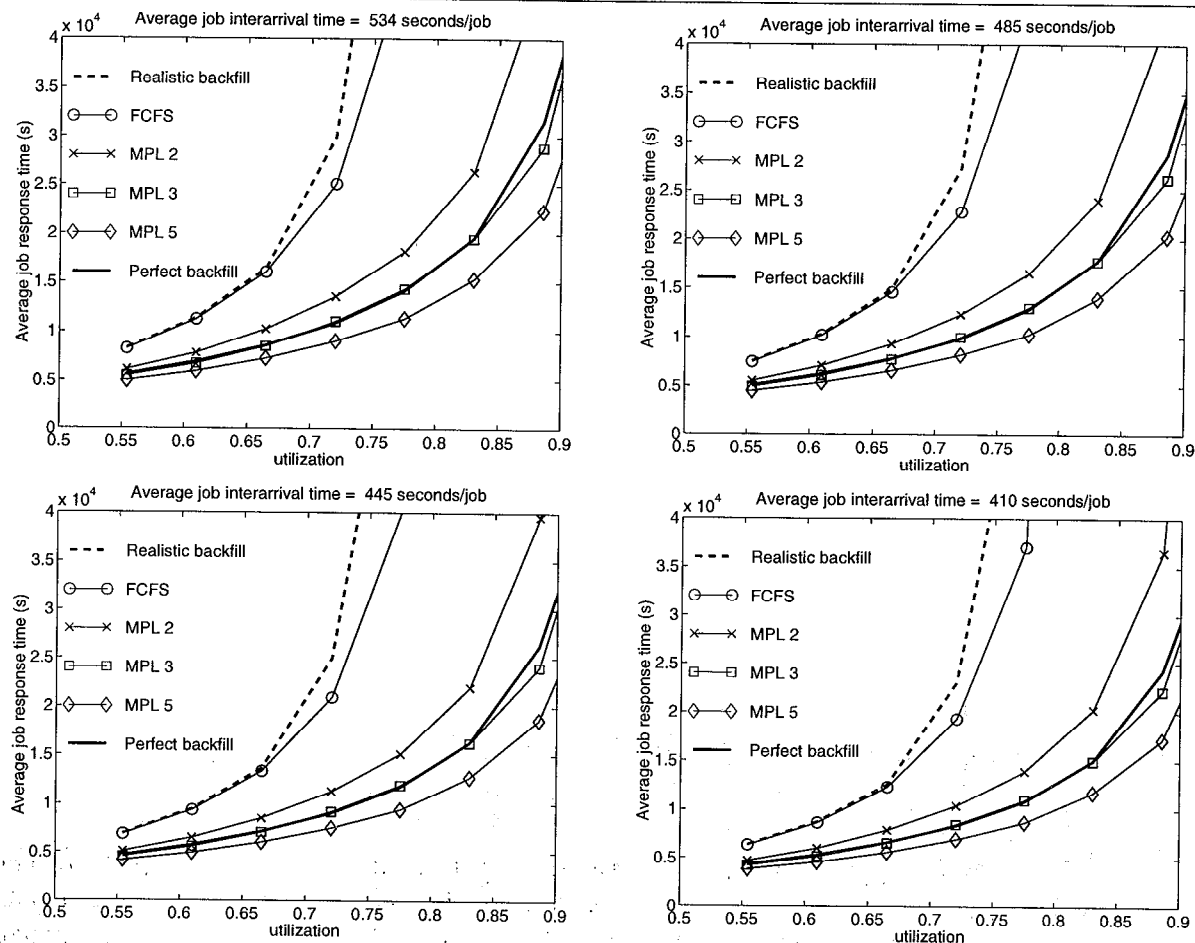 Average job interarrival time = 534 seconds/job
x 10^4
4
3.5
3
2.5
2
1.5
1
0.5
0
Average job response time (s)
Realistic backfill
FCFS
MPL 2
MPL 3
MPL 5
Perfect backfill
0.5 0.55 0.6 0.65 0.7 0.75 0.8 0.85 0.9
utilization
Average job interarrival time = 485 seconds/job
x 10^4
4
3.5
3
2.5
2
1.5
1
0.5
0
Average job response time (s)
Realistic backfill
FCFS
MPL 2
MPL 3
MPL 5
Perfect backfill
0.5 0.55 0.6 0.65 0.7 0.75 0.8 0.85 0.9
utilization
Average job interarrival time = 445 seconds/job
x 10^4
4
3.5
3
2.5
2
1.5
1
0.5
0
Average job response time (s)
Realistic backfill
FCFS
MPL 2
MPL 3
MPL 5
Perfect backfill
0.5 0.55 0.6 0.65 0.7 0.75 0.8 0.85 0.9
utilization
Average job interarrival time = 410 seconds/job
x 10^4
4
3.5
3
2.5
2
1.5
1
0.5
0
Average job response time (s)
Realistic backfill
FCFS
MPL 2
MPL 3
MPL 5
Perfect backfill
0.5 0.55 0.6 0.65 0.7 0.75 0.8 0.85 0.9
utilization